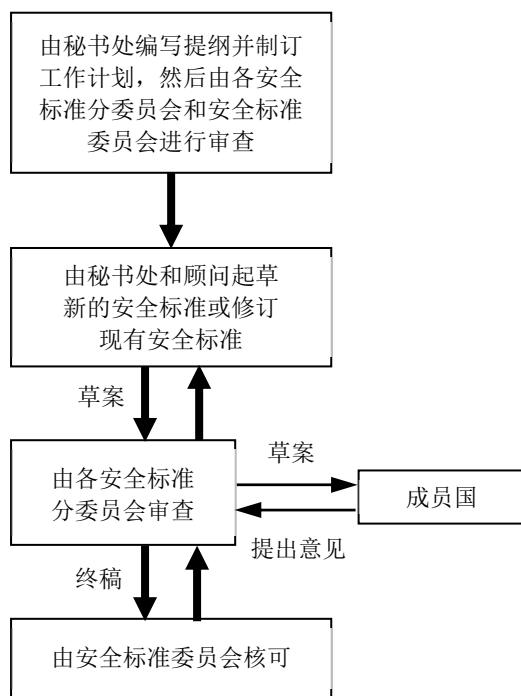 由秘书处编写提纲并制订
工作计划，然后由各安全
标准分委员会和安全标准
委员会进行审查
由秘书处和顾问起草
新的安全标准或修订
现有安全标准
草案
由各安全标准
分委员会审查
草案
成员国
提出意见
终稿
由安全标准委员会核可